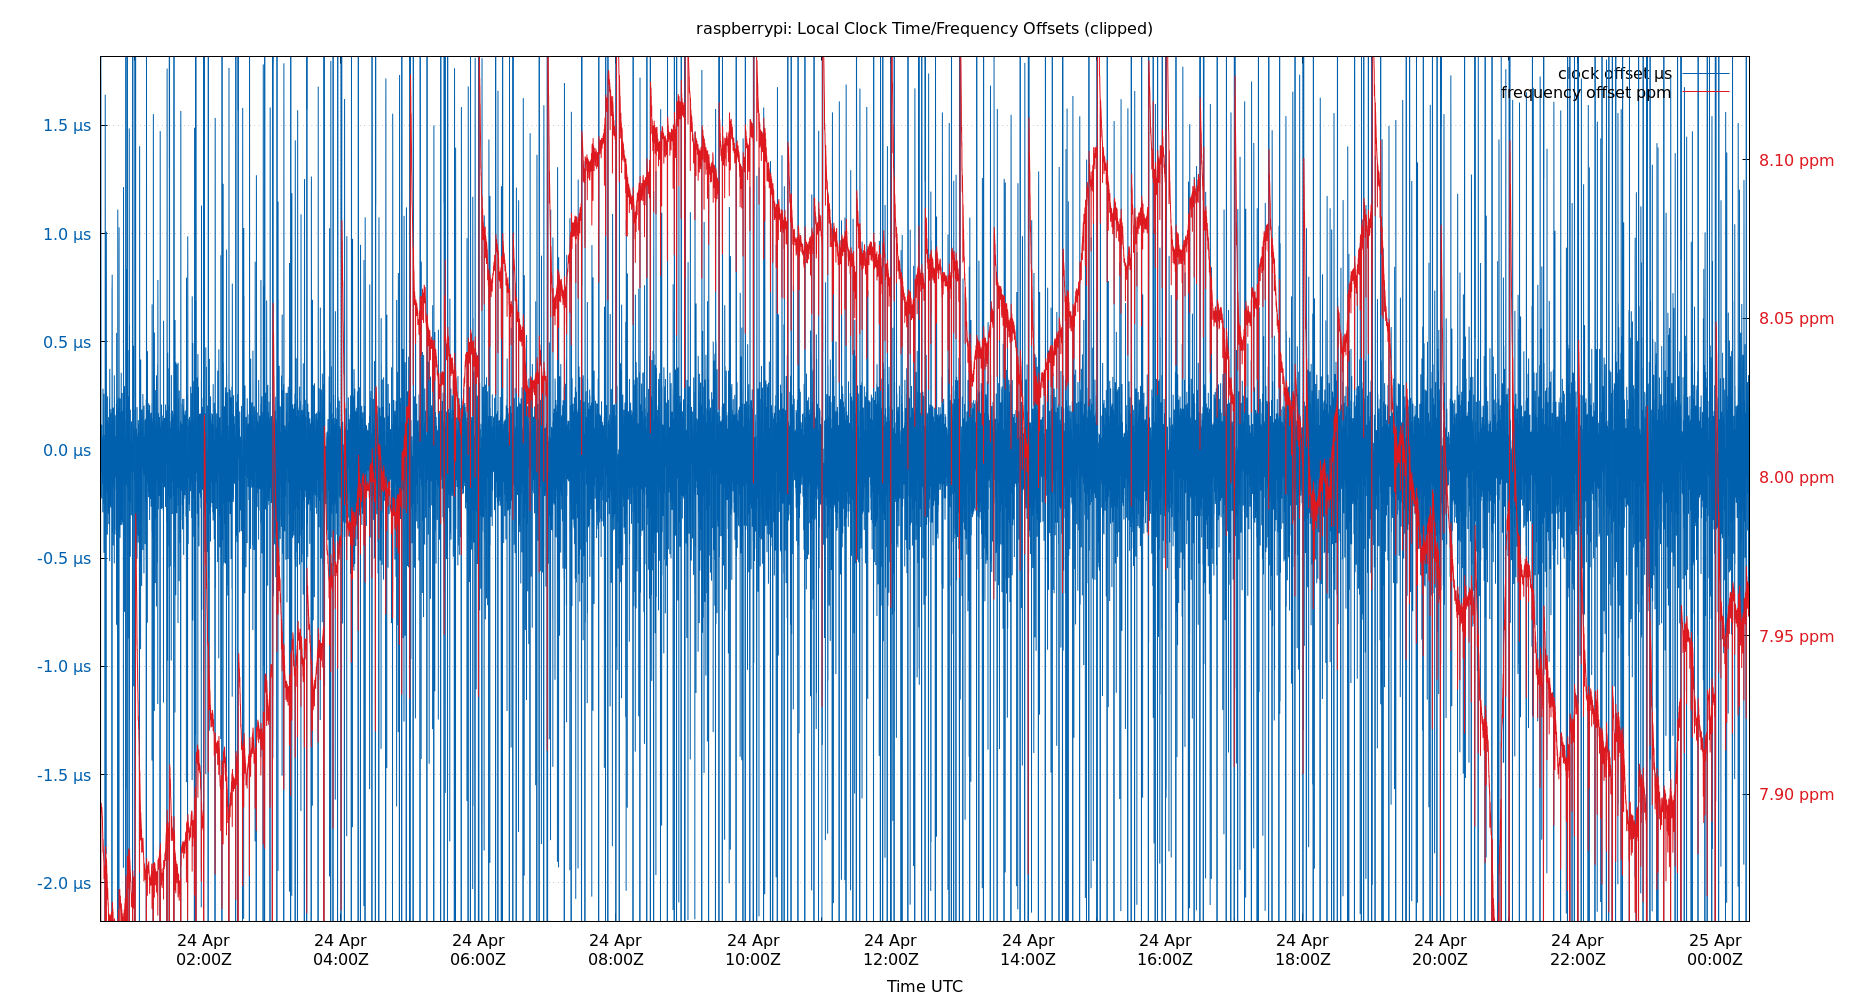 raspberrypi: Local Clock Time/Frequency Offsets (clipped)
clock offset µs
frequency offset ppm
1.5 µs
1.0 µs
0.5 µs
0.0 µs
-0.5 µs
-1.0 µs
-1.5 µs
-2.0 µs
8.10 ppm
8.05 ppm
8.00 ppm
7.95 ppm
7.90 ppm
24 Apr
02:00Z
24 Apr
04:00Z
24 Apr
06:00Z
24 Apr
08:00Z
24 Apr
10:00Z
24 Apr
12:00Z
24 Apr
14:00Z
24 Apr
16:00Z
24 Apr
18:00Z
24 Apr
20:00Z
24 Apr
22:00Z
25 Apr
00:00Z
Time UTC